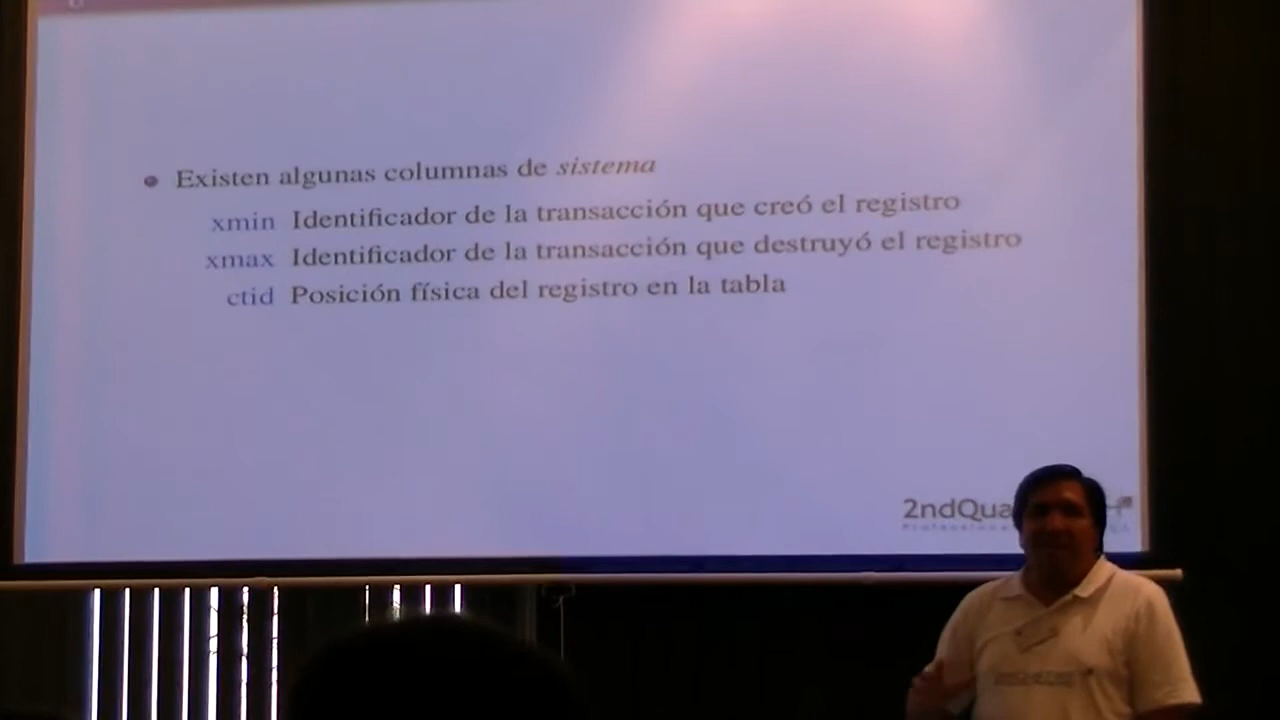 Existen algunas columnas de sistema
xmin Identificador de la transacción que creó el registro
xmax Identificador de la transacción que destruyó el registro
ctid Posición física del registro en la tabla
2ndQua